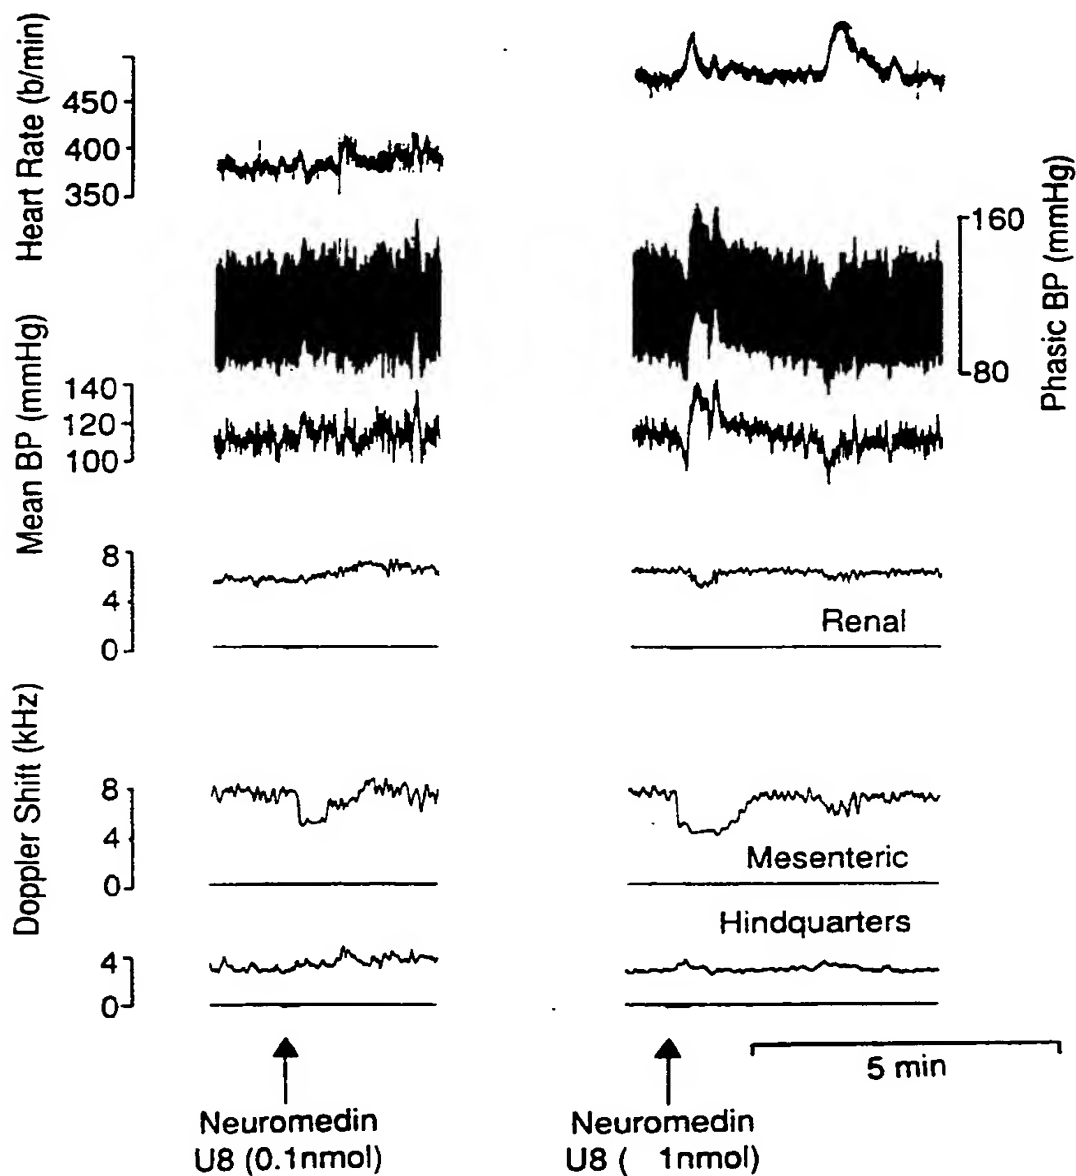 Heart Rate (b/min)
450
400
350
Phasic BP (mmHg)
160
80
Mean BP (mmHg)
140
120
100
Doppler Shift (kHz)
8
4
0
Renal
8
4
0
Mesenteric
Hindquarters
4
0
5 min
Neuromedin
U8 (0.1nmol)
Neuromedin
U8 ( 1nmol)